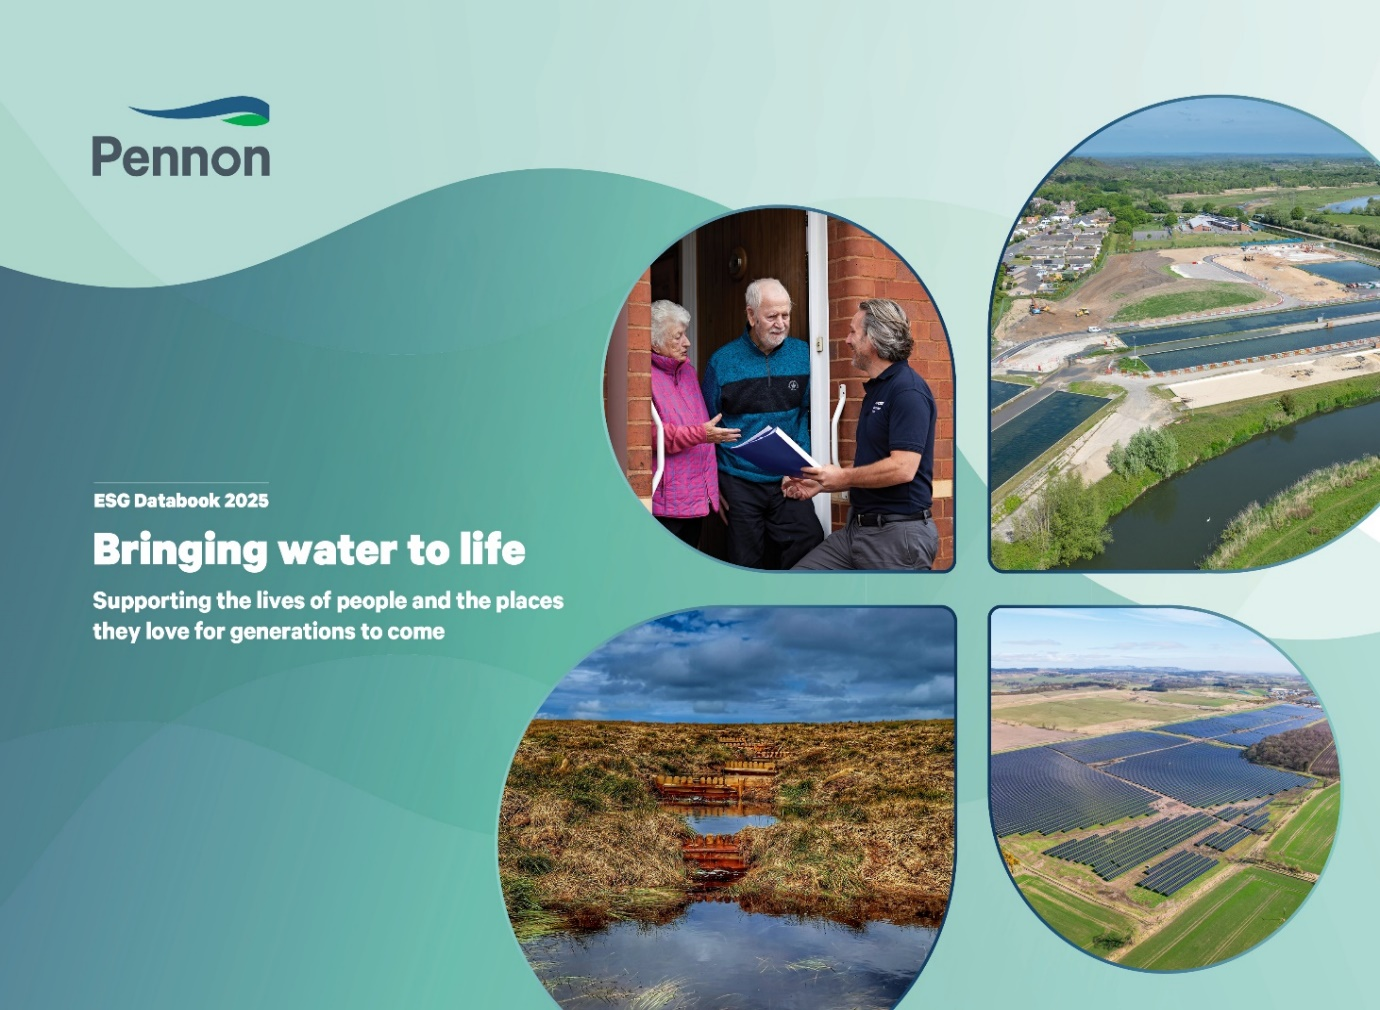 Pennon
ESG Databook 2025
Bringing water to life
Supporting the lives of people and the places
they love for generations to come